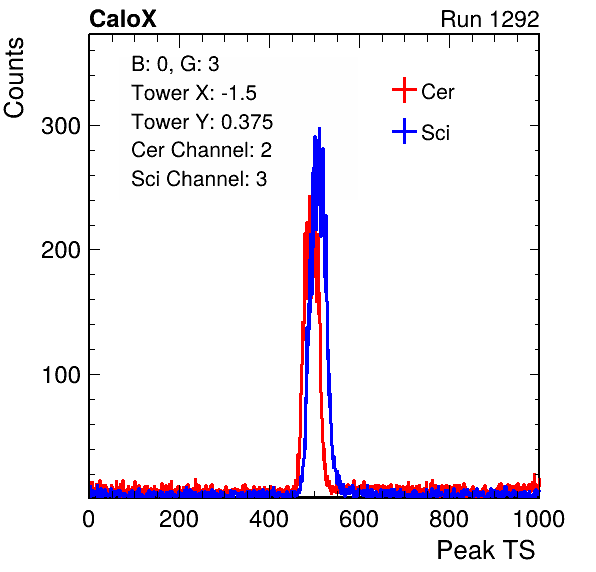 CaloX Run 1292
Counts
B: 0, G: 3
Tower X: -1.5
Tower Y: 0.375
Cer Channel: 2
Sci Channel: 3
Cer
Sci
300
200
100
0 200 400 600 800 1000
Peak TS